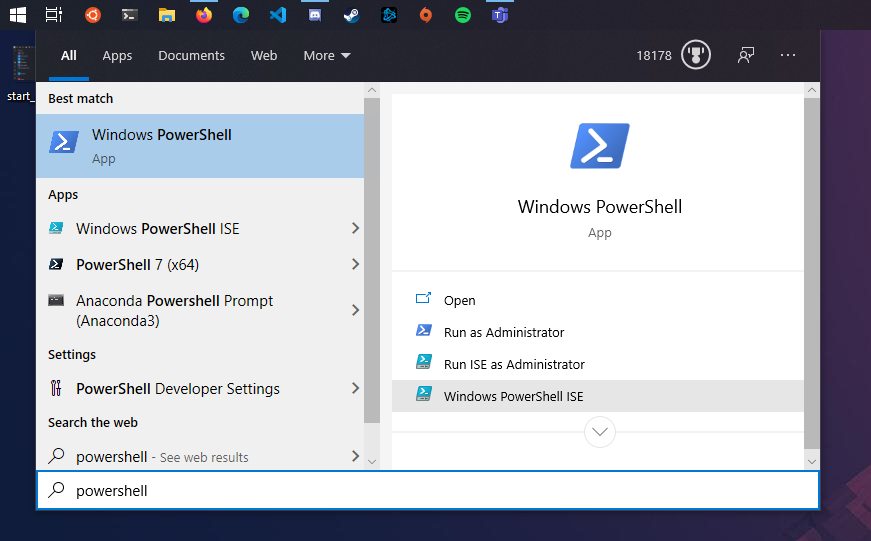 start_
All Apps Documents Web More 18178
Best match
Windows PowerShell
App
Apps
Windows PowerShell ISE
PowerShell 7 (x64)
Anaconda Powershell Prompt
(Anaconda3)
Settings
PowerShell Developer Settings
Search the web
powershell - See web results
Windows PowerShell
App
Open
Run as Administrator
Run ISE as Administrator
Windows PowerShell ISE
powershell